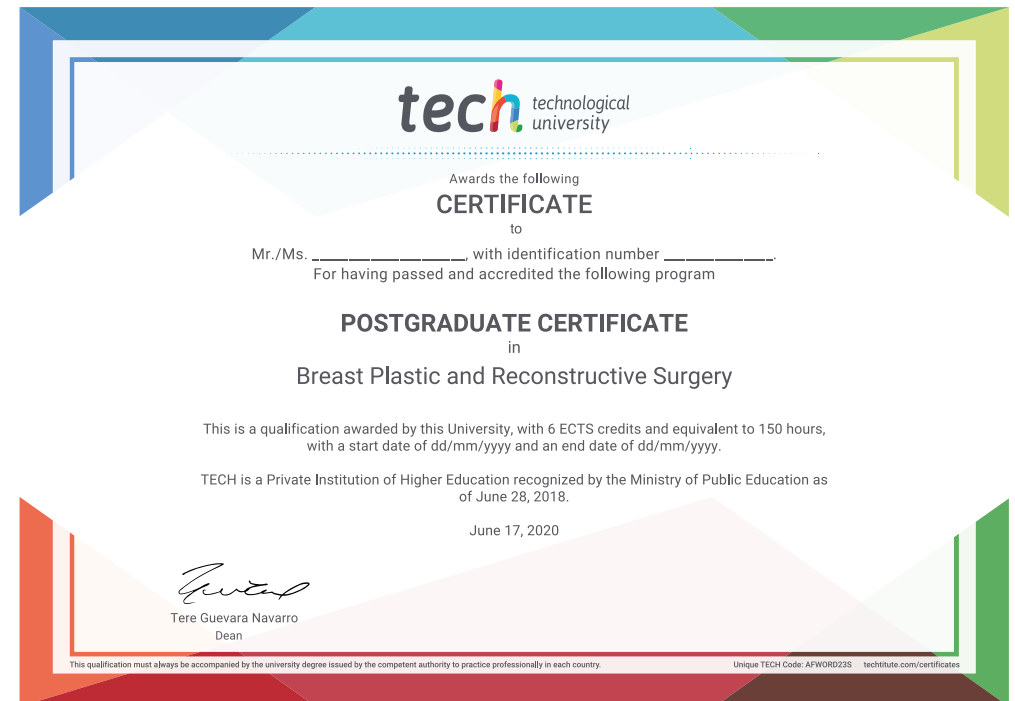 tech technological
university
Awards the following
CERTIFICATE
to
Mr./Ms. ___________________, with identification number ______________.
For having passed and accredited the following program
POSTGRADUATE CERTIFICATE
in
Breast Plastic and Reconstructive Surgery
This is a qualification awarded by this University, with 6 ECTS credits and equivalent to 150 hours,
with a start date of dd/mm/yyyy and an end date of dd/mm/yyyy.
TECH is a Private Institution of Higher Education recognized by the Ministry of Public Education as
of June 28, 2018.
June 17, 2020
Tere Guevara Navarro
Dean
This qualification must always be accompanied by the university degree issued by the competent authority to practice professionally in each country.
Unique TECH Code: AFWORD23S techtitute.com/certificates